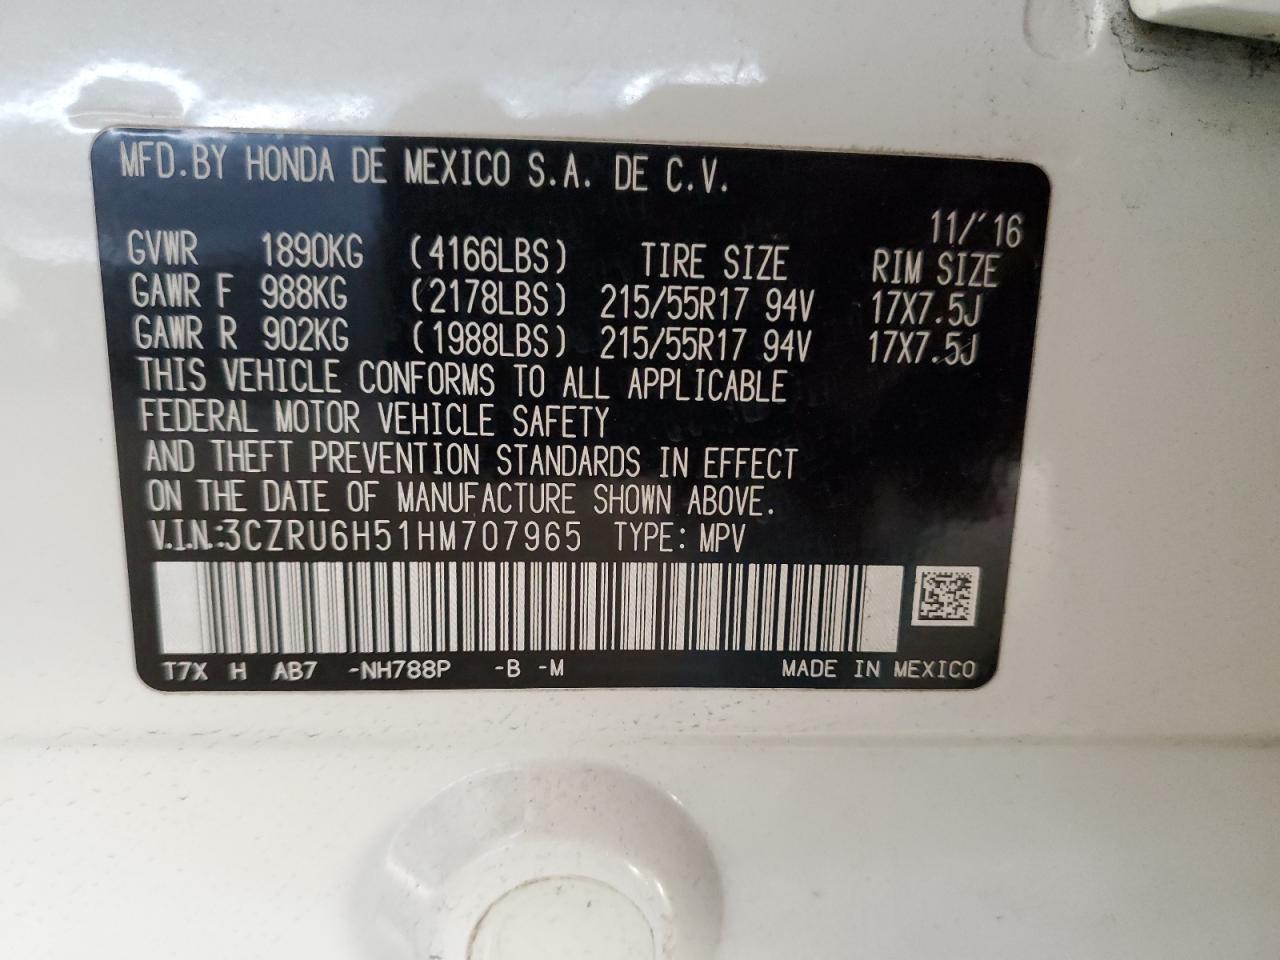 MFD.BY HONDA DE MEXICO S.A. DE C.V.
11/'16
GVWR 1890KG (4166LBS) TIRE SIZE RIM SIZE
GAWR F 988KG (2178LBS) 215/55R17 94V 17X7.5J
GAWR R 902KG (1988LBS) 215/55R17 94V 17X7.5J
THIS VEHICLE CONFORMS TO ALL APPLICABLE
FEDERAL MOTOR VEHICLE SAFETY
AND THEFT PREVENTION STANDARDS IN EFFECT
ON THE DATE OF MANUFACTURE SHOWN ABOVE.
V.I.N.:3CZRU6H51HM707965 TYPE: MPV
T7X H AB7 -NH788P -B -M MADE IN MEXICO